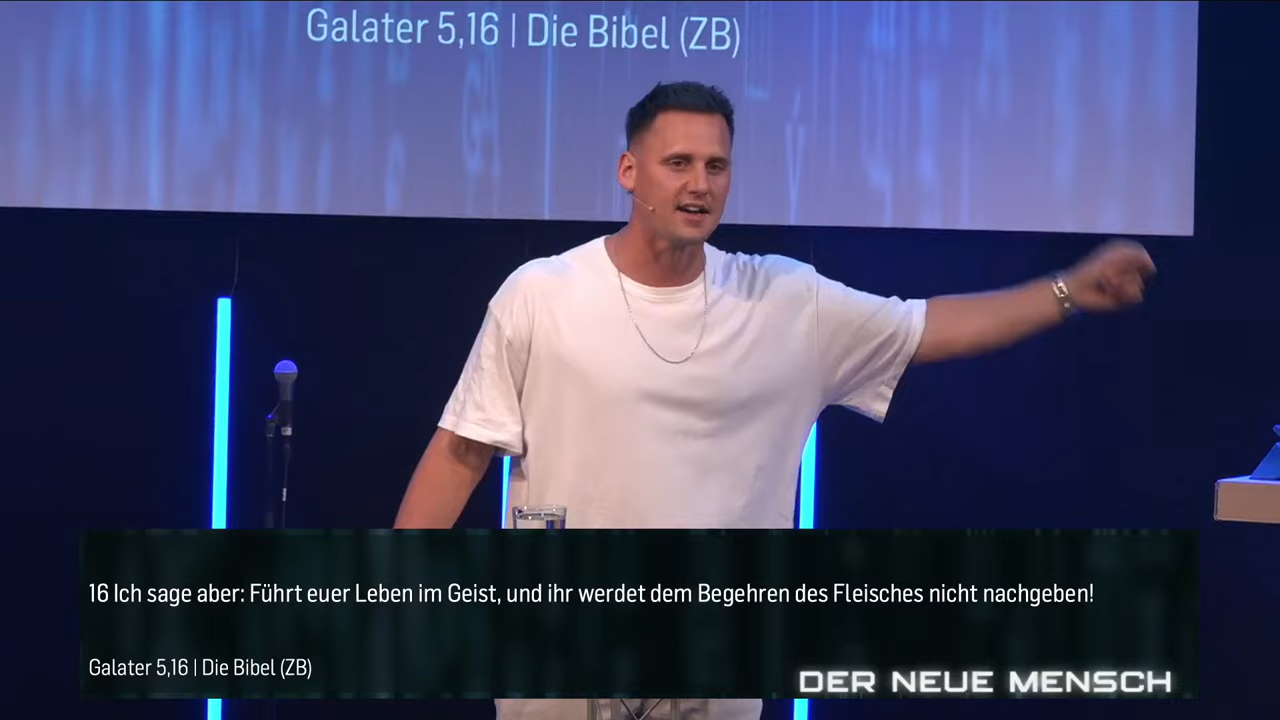 Galater 5,16 | Die Bibel (ZB)
16 Ich sage aber: Führt euer Leben im Geist, und ihr werdet dem Begehren des Fleisches nicht nachgeben!
Galater 5,16 | Die Bibel (ZB)
DER NEUE MENSCH